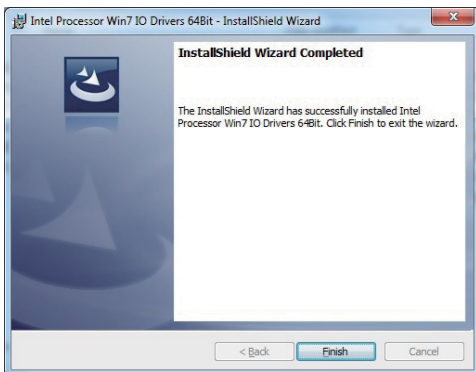 Intel Processor Win7 IO Drivers 64Bit - InstallShield Wizard
InstallShield Wizard Completed
The InstallShield Wizard has successfully installed Intel
Processor Win7 IO Drivers 64Bit. Click Finish to exit the wizard.
< Back Finish Cancel